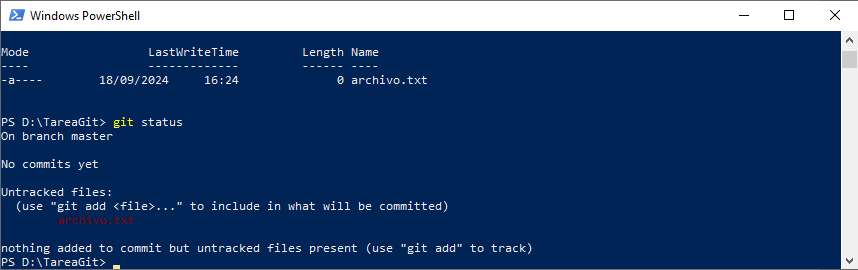 Windows PowerShell
Mode                 LastWriteTime         Length Name
----                 -------------         ------ ----
-a----        18/09/2024     16:24              0 archivo.txt
PS D:\TareaGit> git status
On branch master
No commits yet
Untracked files:
  (use "git add <file>..." to include in what will be committed)
        archivo.txt
nothing added to commit but untracked files present (use "git add" to track)
PS D:\TareaGit>